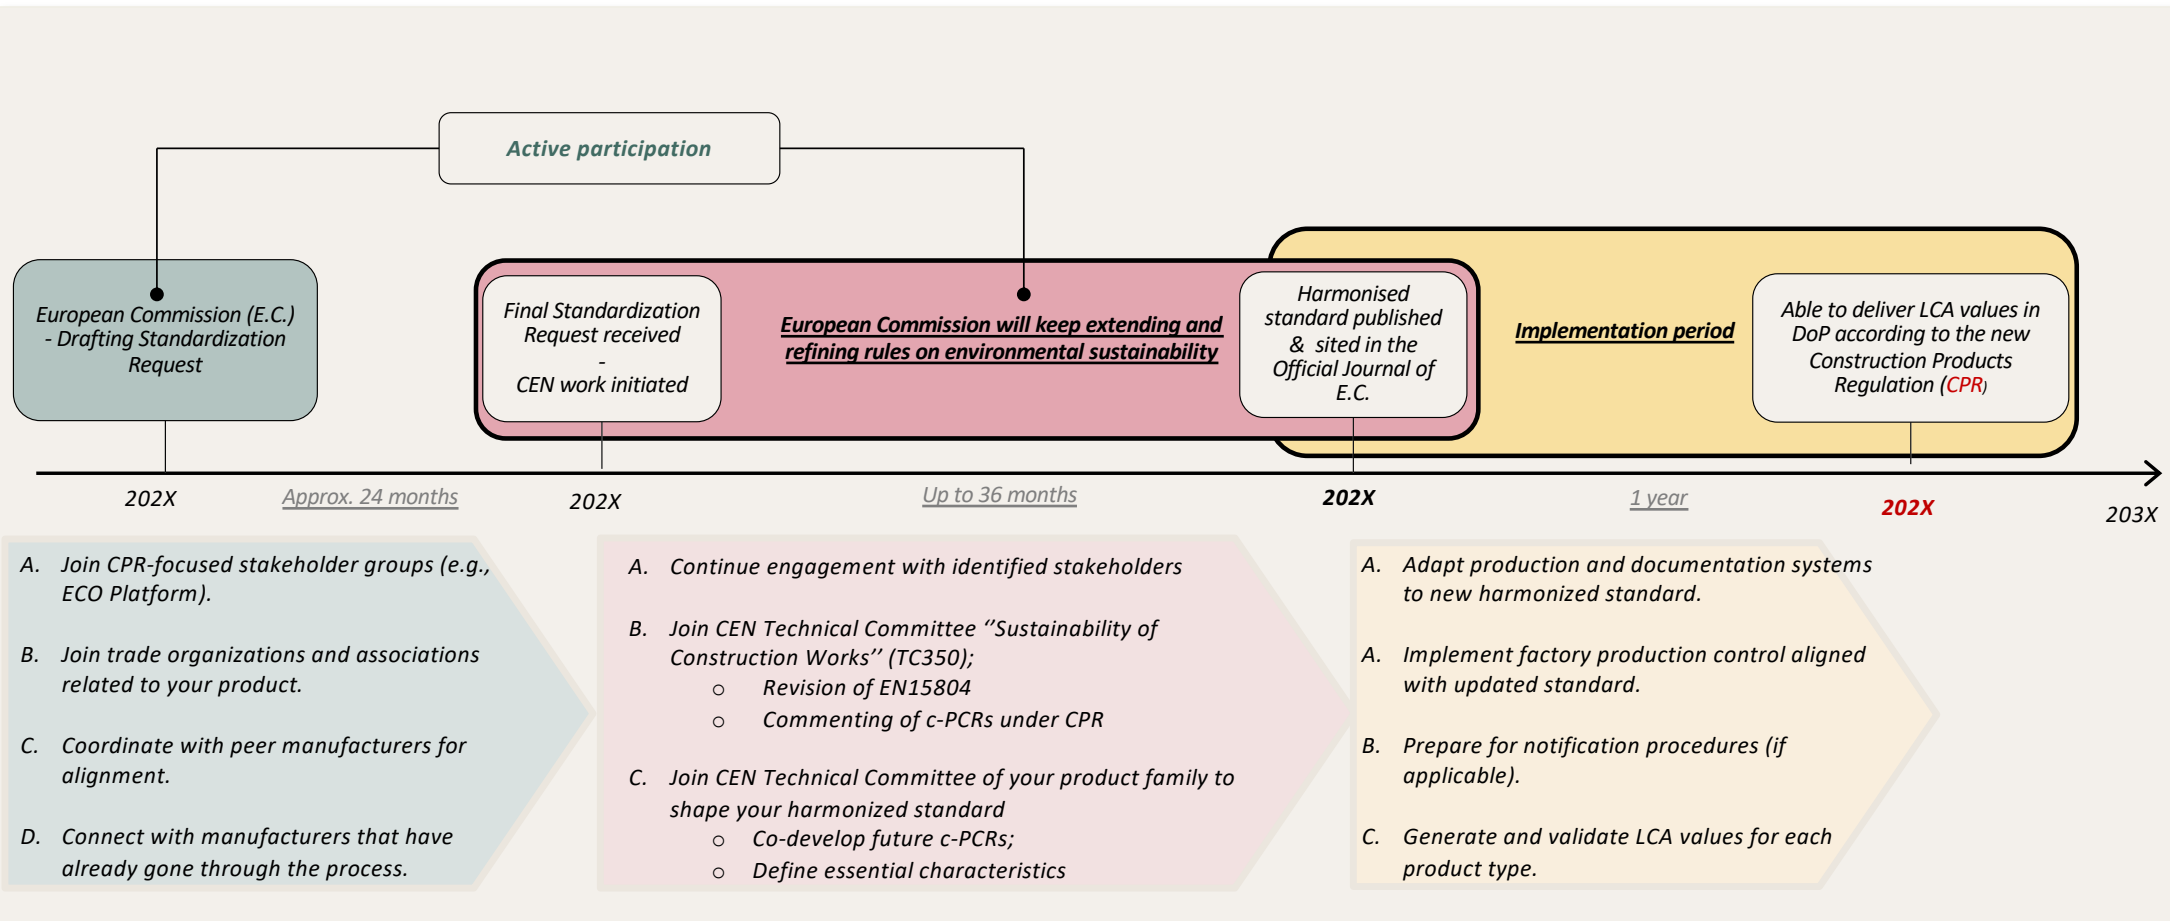 Active participation
European Commission (E.C.)
- Drafting Standardization
Request
Final Standardization
Request received
-
CEN work initiated
European Commission will keep extending and
refining rules on environmental sustainability
Harmonised
standard published
& sited in the
Official Journal of
E.C.
Implementation period
Able to deliver LCA values in
DoP according to the new
Construction Products
Regulation (CPR)
202X
Approx. 24 months
202X
Up to 36 months
202X
1 year
202X
203X
A. Join CPR-focused stakeholder groups (e.g.,
ECO Platform).
B. Join trade organizations and associations
related to your product.
C. Coordinate with peer manufacturers for
alignment.
D. Connect with manufacturers that have
already gone through the process.
A. Continue engagement with identified stakeholders
B. Join CEN Technical Committee ‘’Sustainability of
Construction Works’’ (TC350);
o Revision of EN15804
o Commenting of c-PCRs under CPR
C. Join CEN Technical Committee of your product family to
shape your harmonized standard
o Co-develop future c-PCRs;
o Define essential characteristics
A. Adapt production and documentation systems
to new harmonized standard.
A. Implement factory production control aligned
with updated standard.
B. Prepare for notification procedures (if
applicable).
C. Generate and validate LCA values for each
product type.